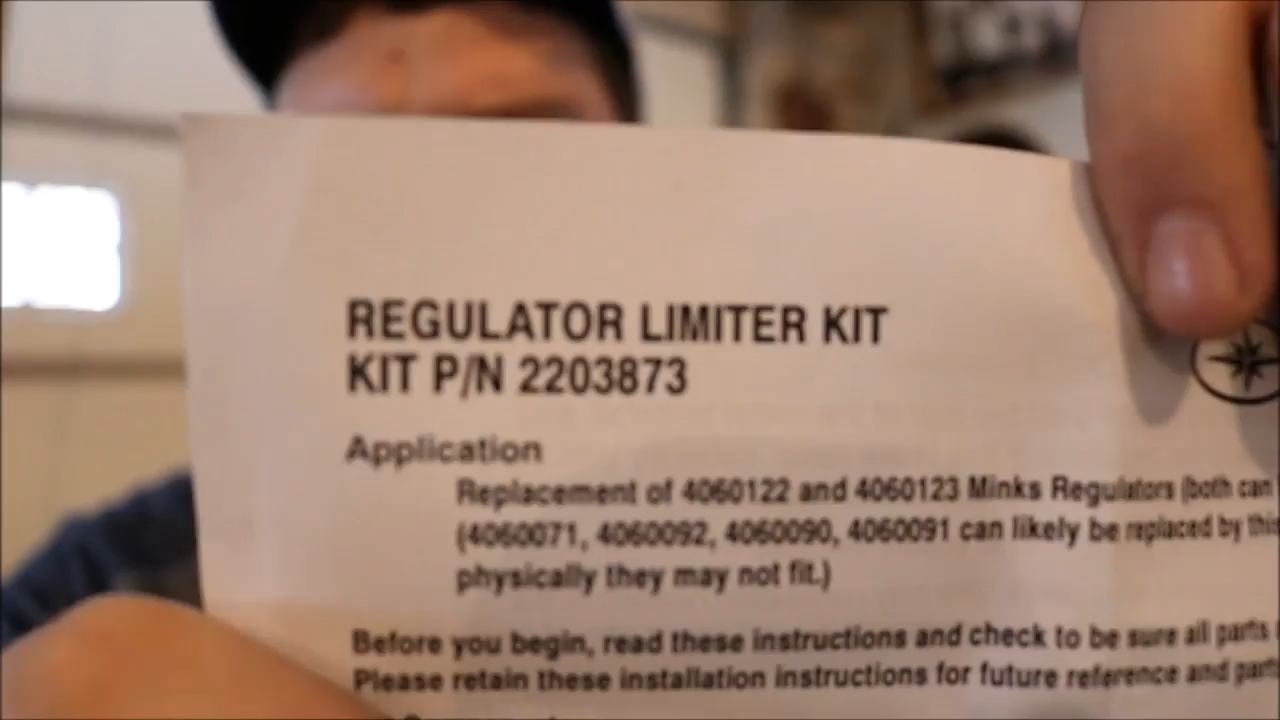 REGULATOR LIMITER KIT
KIT P/N 2203873
Application
Replacement of 4060122 and 4060123 Minks Regulators (both can
(4060071, 4060092, 4060090, 4060091 can likely be replaced by this
physically they may not fit.)
Before you begin, read these instructions and check to be sure all parts
Please retain these installation instructions for future reference and part